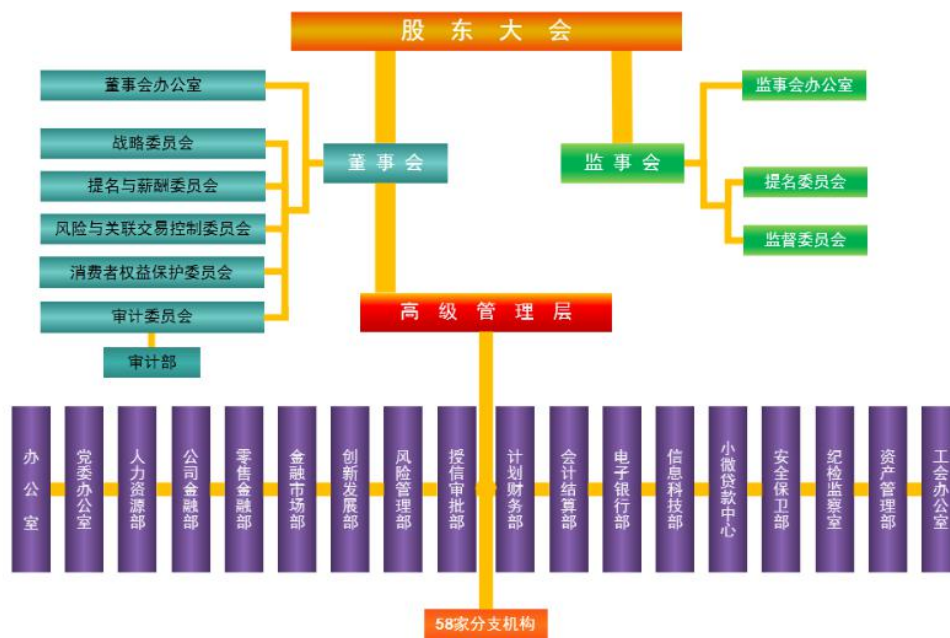 股东大会
董事会办公室
监事会办公室
战略委员会
董事会
监事会
提名与薪酬委员会
提名委员会
风险与关联交易控制委员会
监督委员会
消费者权益保护委员会
审计委员会
高级管理层
审计部
办公室
党委办公室
人力资源部
公司金融部
零售金融部
金融市场部
创新发展部
风险管理部
授信审批部
计划财务部
会计结算部
电子银行部
信息科技部
小微贷款中心
安全保卫部
纪检监察室
资产管理部
工会办公室
58家分支机构